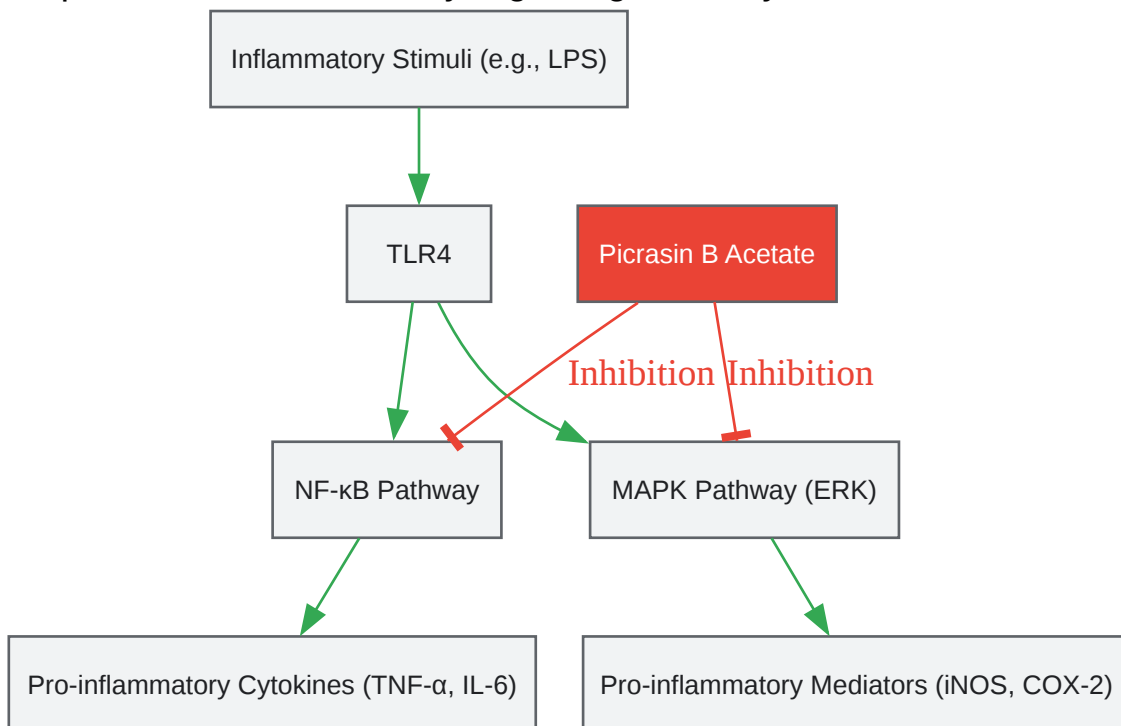 Inflammatory Stimuli (e.g., LPS)
TLR4
Picrasin B Acetate
Inhibition
Inhibition
NF-κB Pathway
MAPK Pathway (ERK)
Pro-inflammatory Cytokines (TNF-α, IL-6)
Pro-inflammatory Mediators (iNOS, COX-2)